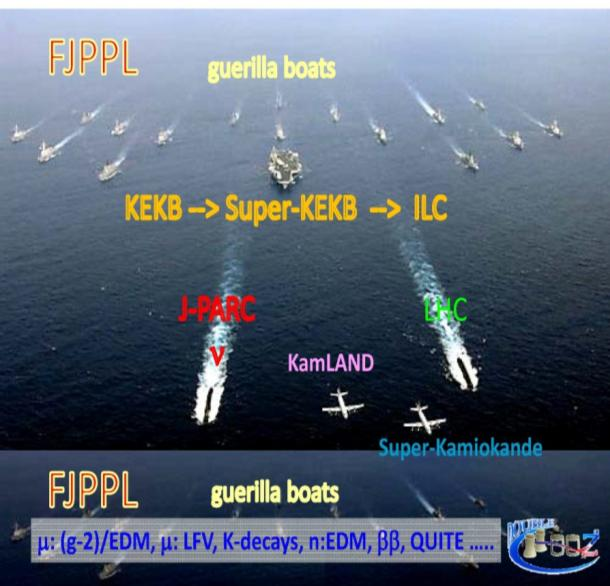 FJPPL guerilla boats
KEKB --> Super-KEKB --> ILC
J-PARC LHC
ν
KamLAND
Super-Kamiokande
FJPPL guerilla boats
μ: (g-2)/EDM, μ: LFV, K-decays, n:EDM, ββ, QUITE .....
DOUBLE